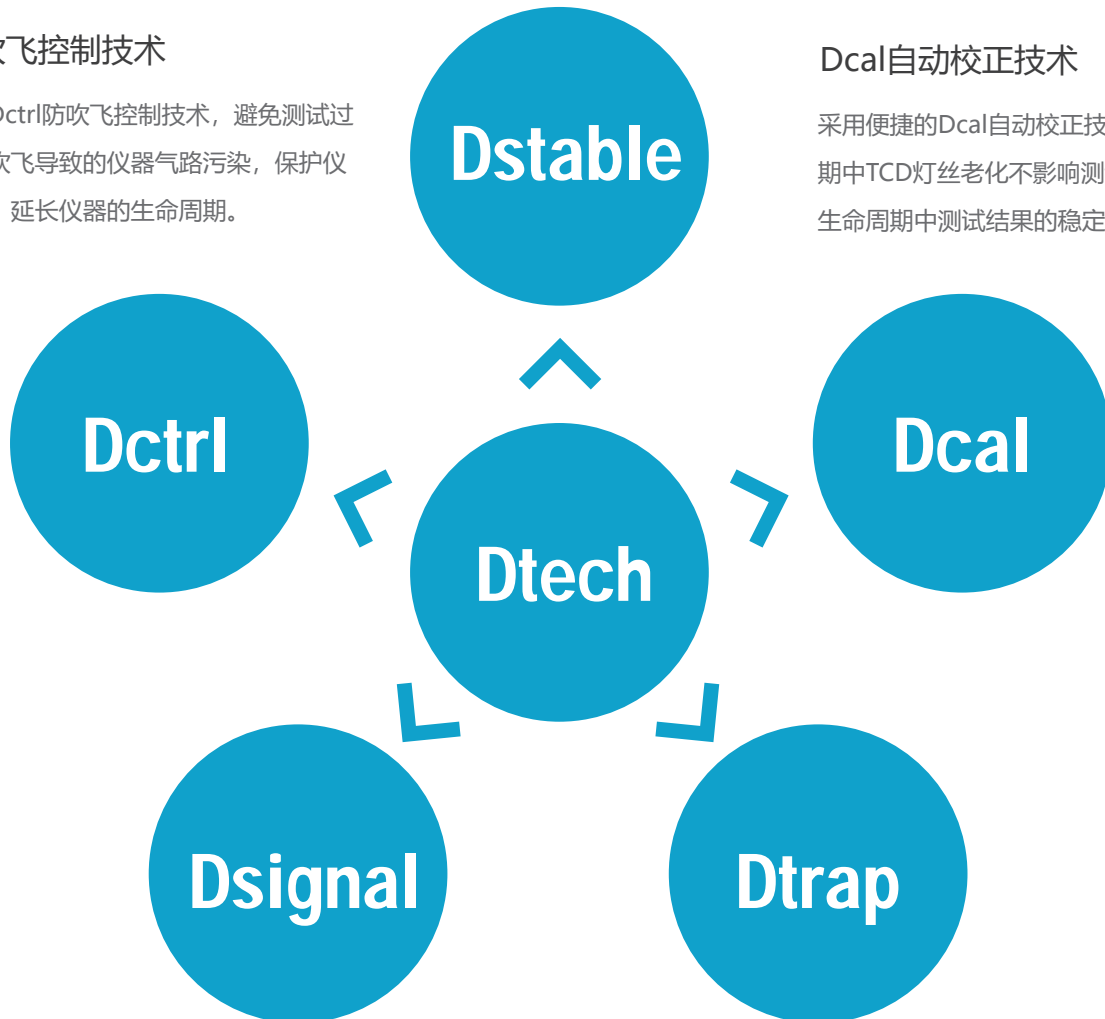 吹飞控制技术
Dctrl防吹飞控制技术，避免测试过
吹飞导致的仪器气路污染，保护仪
，延长仪器的生命周期。
Dstable
Dcal自动校正技术
采用便捷的Dcal自动校正技
期中TCD灯丝老化不影响测
生命周期中测试结果的稳定
Dctrl
Dcal
Dtech
Dsignal
Dtrap